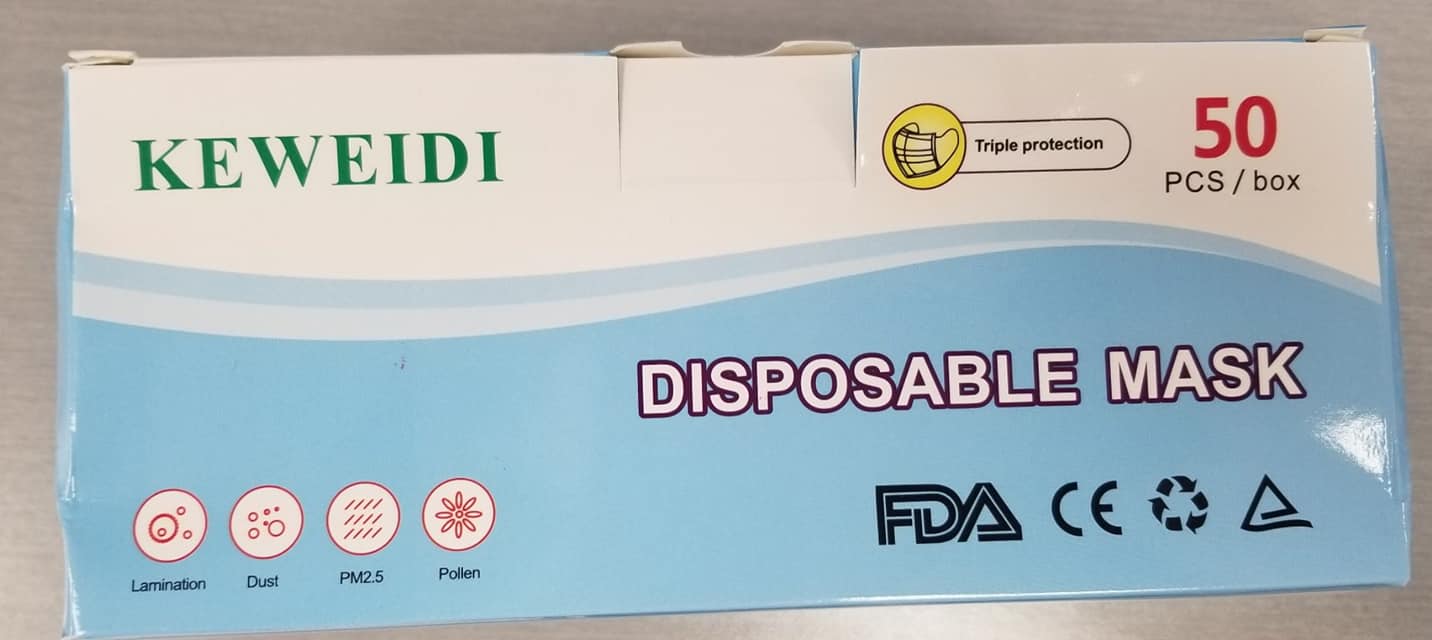 KEWEIDI
Triple protection
50
PCS / box
DISPOSABLE MASK
FDA CE
Lamination
Dust
PM2.5
Pollen